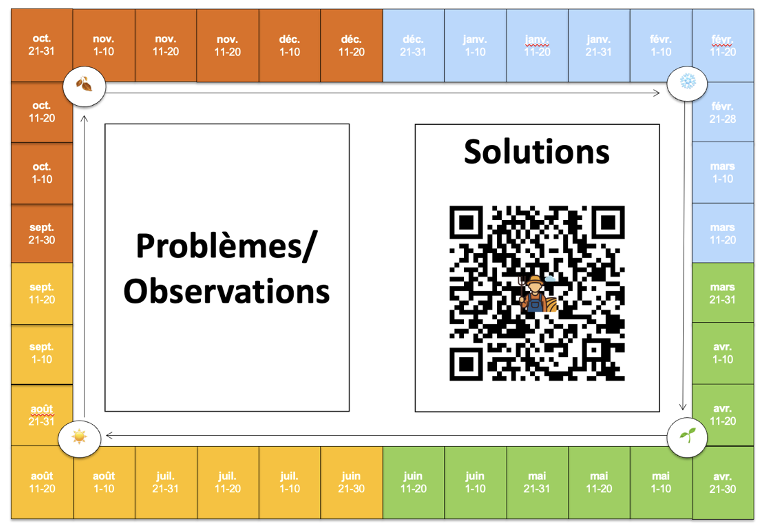 oct.
21-31
nov.
1-10
nov.
11-20
nov.
11-20
déc.
1-10
déc.
11-20
déc.
21-31
janv.
1-10
janv.
11-20
janv.
21-31
févr.
1-10
févr.
11-20
oct.
11-20
févr.
21-28
oct.
1-10
mars
1-10
sept.
21-30
mars
11-20
sept.
11-20
mars
21-31
sept.
1-10
avr.
1-10
août
21-31
avr.
11-20
Problèmes/
Observations
Solutions
août
11-20
août
1-10
juil.
21-31
juil.
11-20
juil.
1-10
juin
21-30
juin
11-20
juin
1-10
mai
21-31
mai
11-20
mai
1-10
avr.
21-30